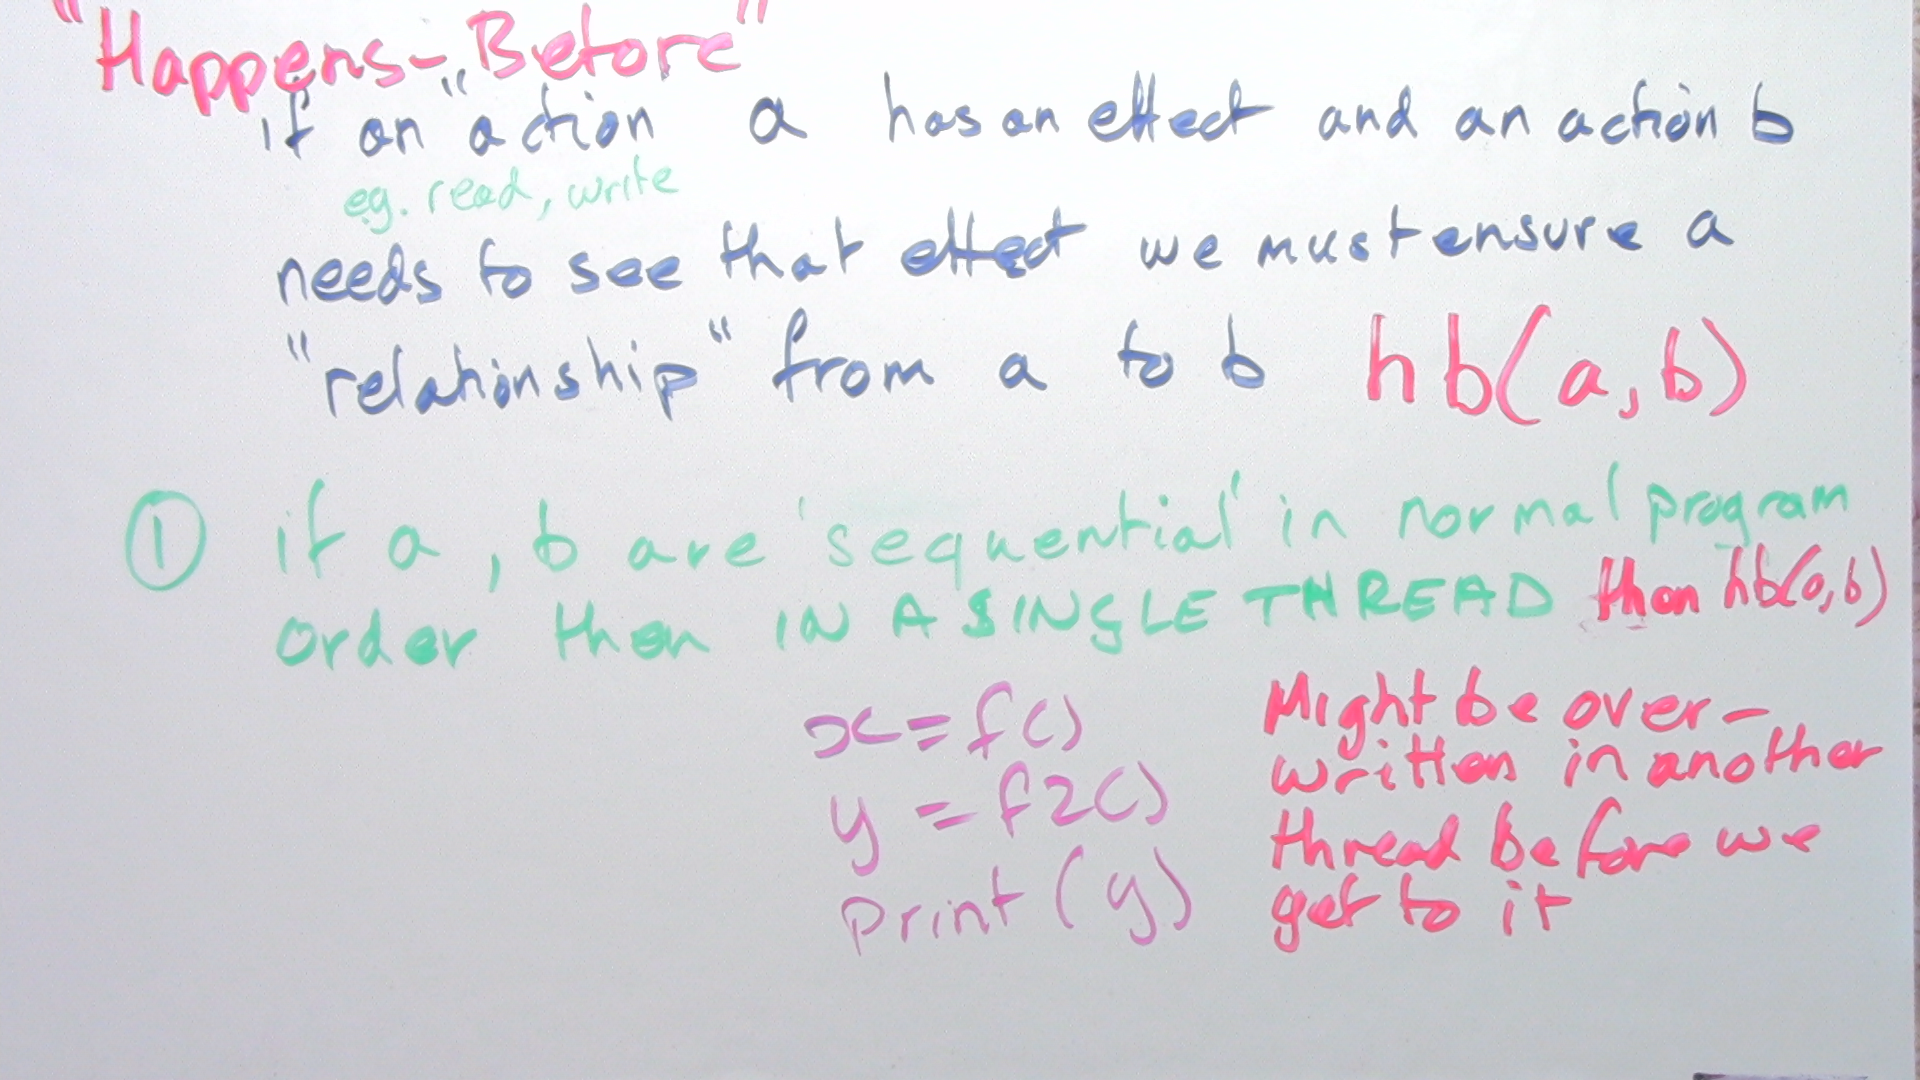 "Happens-Before"
if an "action a has an effect and an action b
eg. read, write
needs to see that effect we must ensure a
"relationship" from a to b hb(a,b)
① if a, b are 'sequential' in normal program
order then IN A SINGLE THREAD then hb(a,b)
x=f()
y=f2()
print(y)
Might be over-
written in another
thread before we
get to it